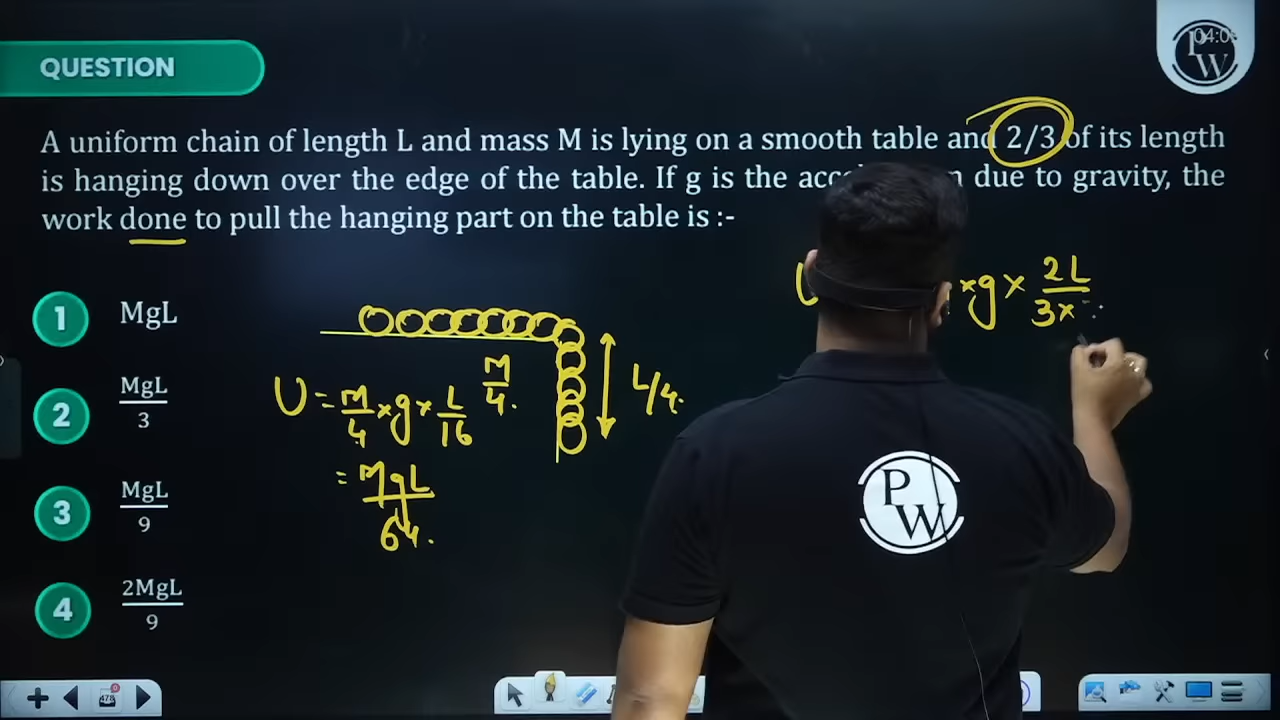 QUESTION
A uniform chain of length L and mass M is lying on a smooth table and 2/3 of its length
is hanging down over the edge of the table. If g is the due to gravity, the
work done to pull the hanging part on the table is :-
1 MgL
2 MgL/3
3 MgL/9
4 2MgL/9
M/4
L/4.
U = M/4 × g × L/16
= MgL/64.
× g × 2L/3×
P
W
P
W